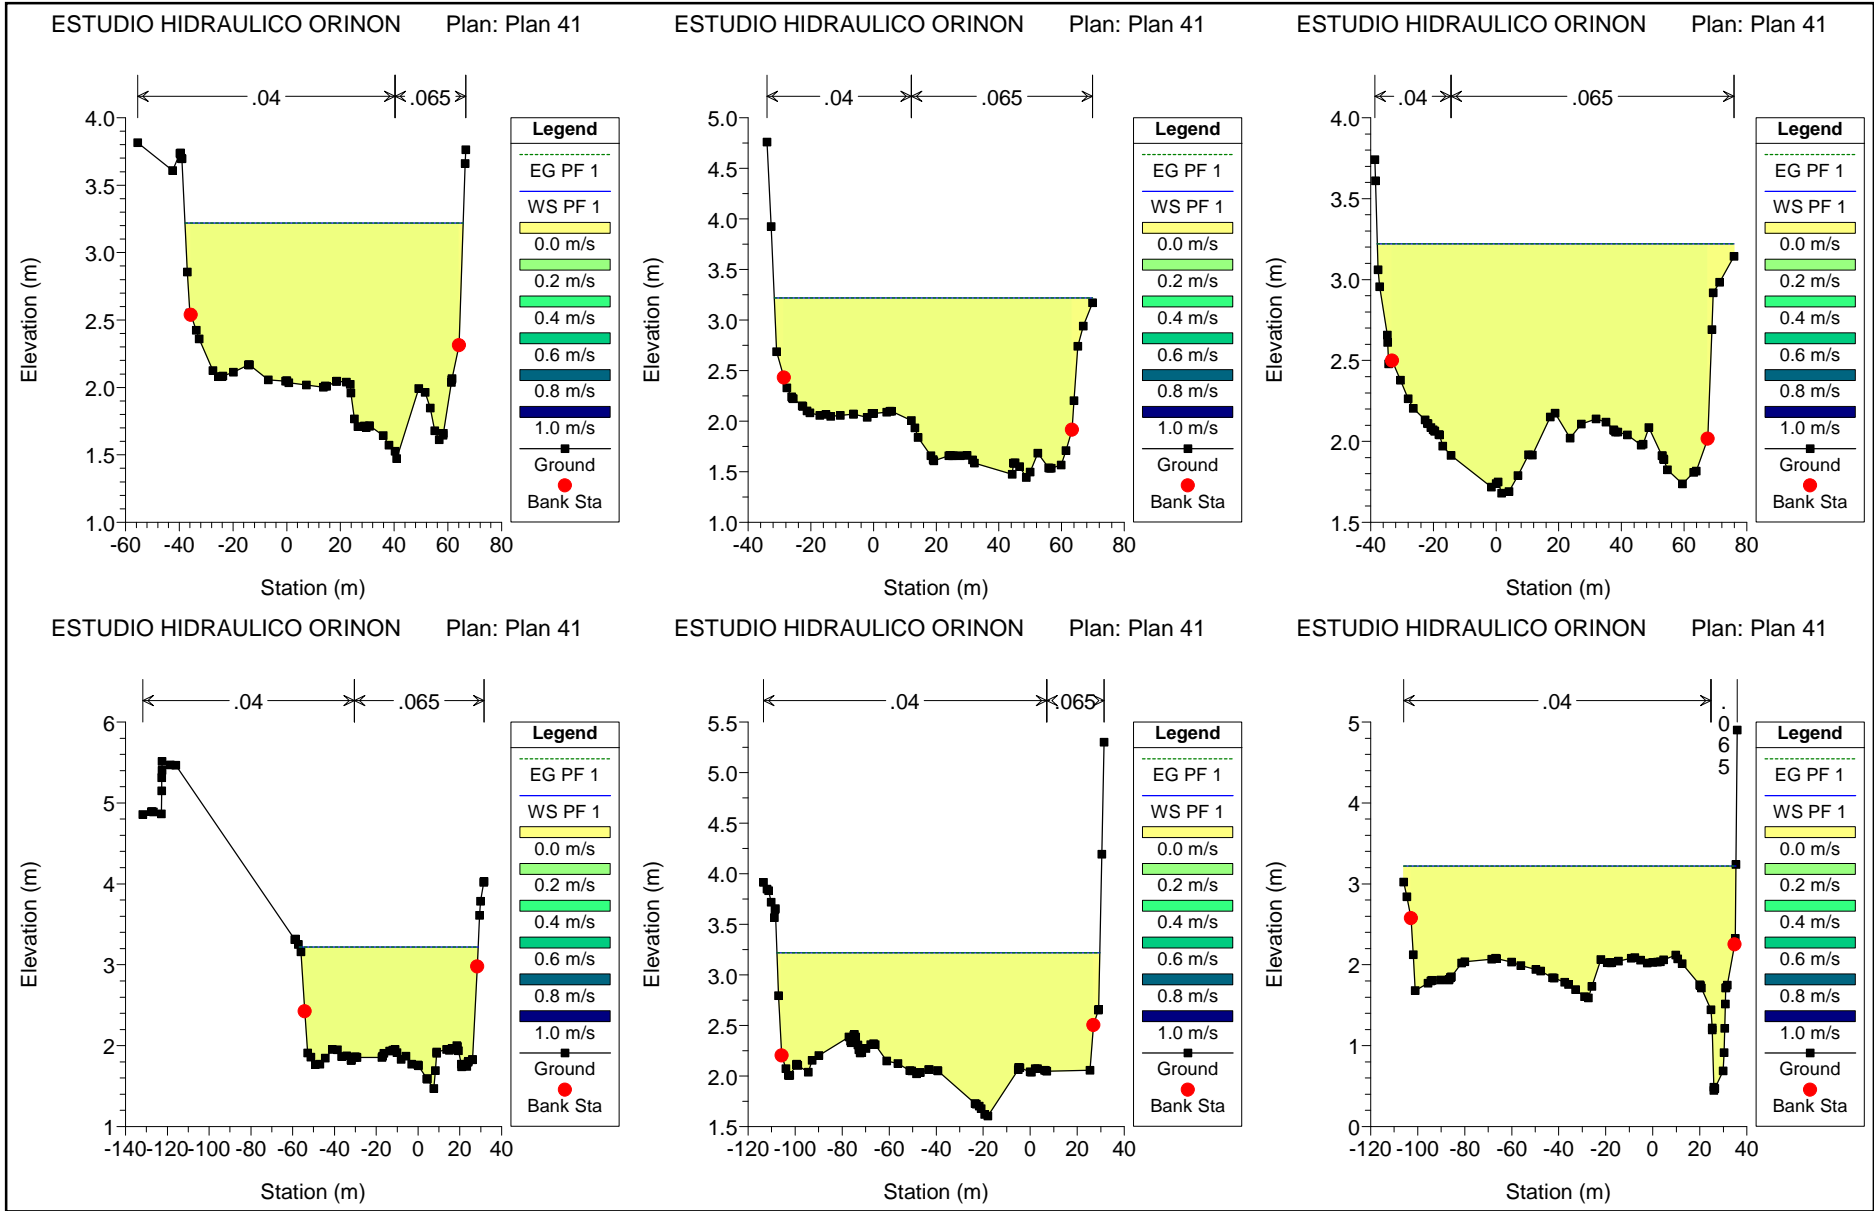 ESTUDIO HIDRAULICO ORINON Plan: Plan 41
.04 .065
4.0
3.5
3.0
2.5
2.0
1.5
1.0
-60 -40 -20 0 20 40 60 80
Elevation (m)
Station (m)
Legend
EG PF 1
WS PF 1
0.0 m/s
0.2 m/s
0.4 m/s
0.6 m/s
0.8 m/s
1.0 m/s
Ground
Bank Sta
ESTUDIO HIDRAULICO ORINON Plan: Plan 41
.04 .065
5.0
4.5
4.0
3.5
3.0
2.5
2.0
1.5
1.0
-40 -20 0 20 40 60 80
Elevation (m)
Station (m)
Legend
EG PF 1
WS PF 1
0.0 m/s
0.2 m/s
0.4 m/s
0.6 m/s
0.8 m/s
1.0 m/s
Ground
Bank Sta
ESTUDIO HIDRAULICO ORINON Plan: Plan 41
.04 .065
4.0
3.5
3.0
2.5
2.0
1.5
-40 -20 0 20 40 60 80
Elevation (m)
Station (m)
Legend
EG PF 1
WS PF 1
0.0 m/s
0.2 m/s
0.4 m/s
0.6 m/s
0.8 m/s
1.0 m/s
Ground
Bank Sta
ESTUDIO HIDRAULICO ORINON Plan: Plan 41
.04 .065
6
5
4
3
2
1
-140 -120 -100 -80 -60 -40 -20 0 20 40
Elevation (m)
Station (m)
Legend
EG PF 1
WS PF 1
0.0 m/s
0.2 m/s
0.4 m/s
0.6 m/s
0.8 m/s
1.0 m/s
Ground
Bank Sta
ESTUDIO HIDRAULICO ORINON Plan: Plan 41
.04 .065
5.5
5.0
4.5
4.0
3.5
3.0
2.5
2.0
1.5
-120 -100 -80 -60 -40 -20 0 20 40
Elevation (m)
Station (m)
Legend
EG PF 1
WS PF 1
0.0 m/s
0.2 m/s
0.4 m/s
0.6 m/s
0.8 m/s
1.0 m/s
Ground
Bank Sta
ESTUDIO HIDRAULICO ORINON Plan: Plan 41
.04 .065
5
4
3
2
1
0
-120 -100 -80 -60 -40 -20 0 20 40
Elevation (m)
Station (m)
Legend
EG PF 1
WS PF 1
0.0 m/s
0.2 m/s
0.4 m/s
0.6 m/s
0.8 m/s
1.0 m/s
Ground
Bank Sta